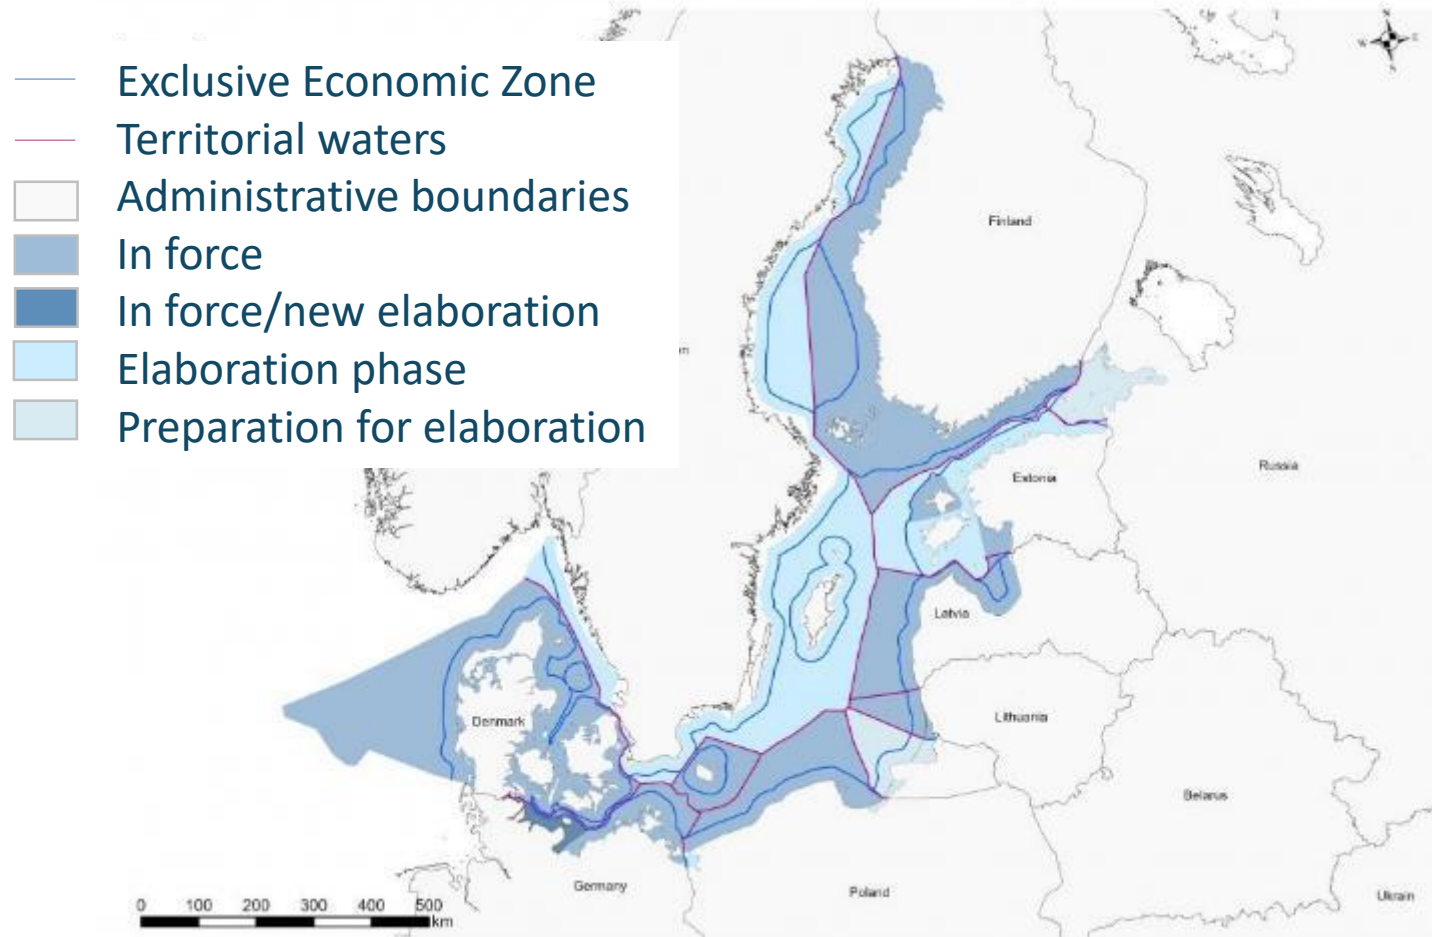 Exclusive Economic Zone
Territorial waters
Administrative boundaries
In force
In force/new elaboration
Elaboration phase
Preparation for elaboration
N
W
E
S
Finland
Russia
Estonia
Latvia
Denmark
Lithuania
Belarus
Germany
Poland
Ukrain
0 100 200 300 400 500
km